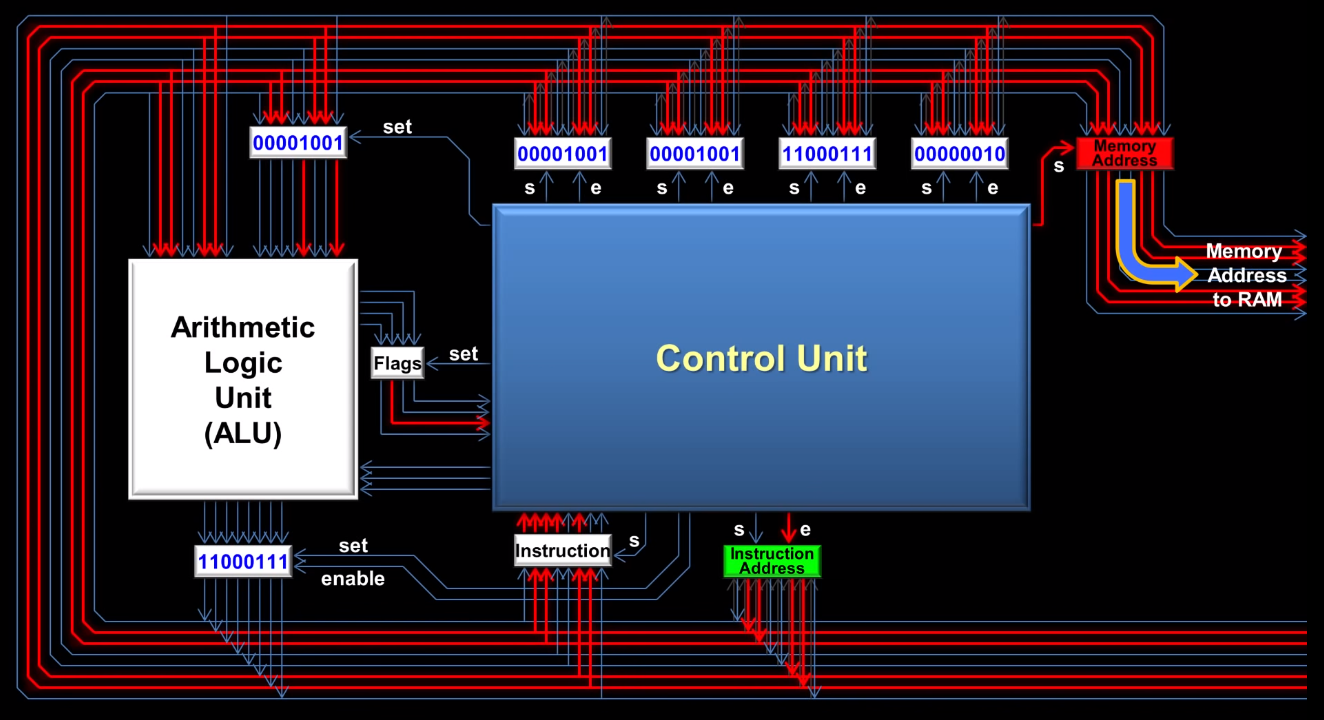 set
00001001
00001001
00001001
11000111
00000010
Memory
Address
s
e
s
e
s
e
s
e
s
Memory
Address
to RAM
Arithmetic
Logic
Unit
(ALU)
Flags
set
Control Unit
11000111
set
enable
Instruction
s
s
e
Instruction
Address